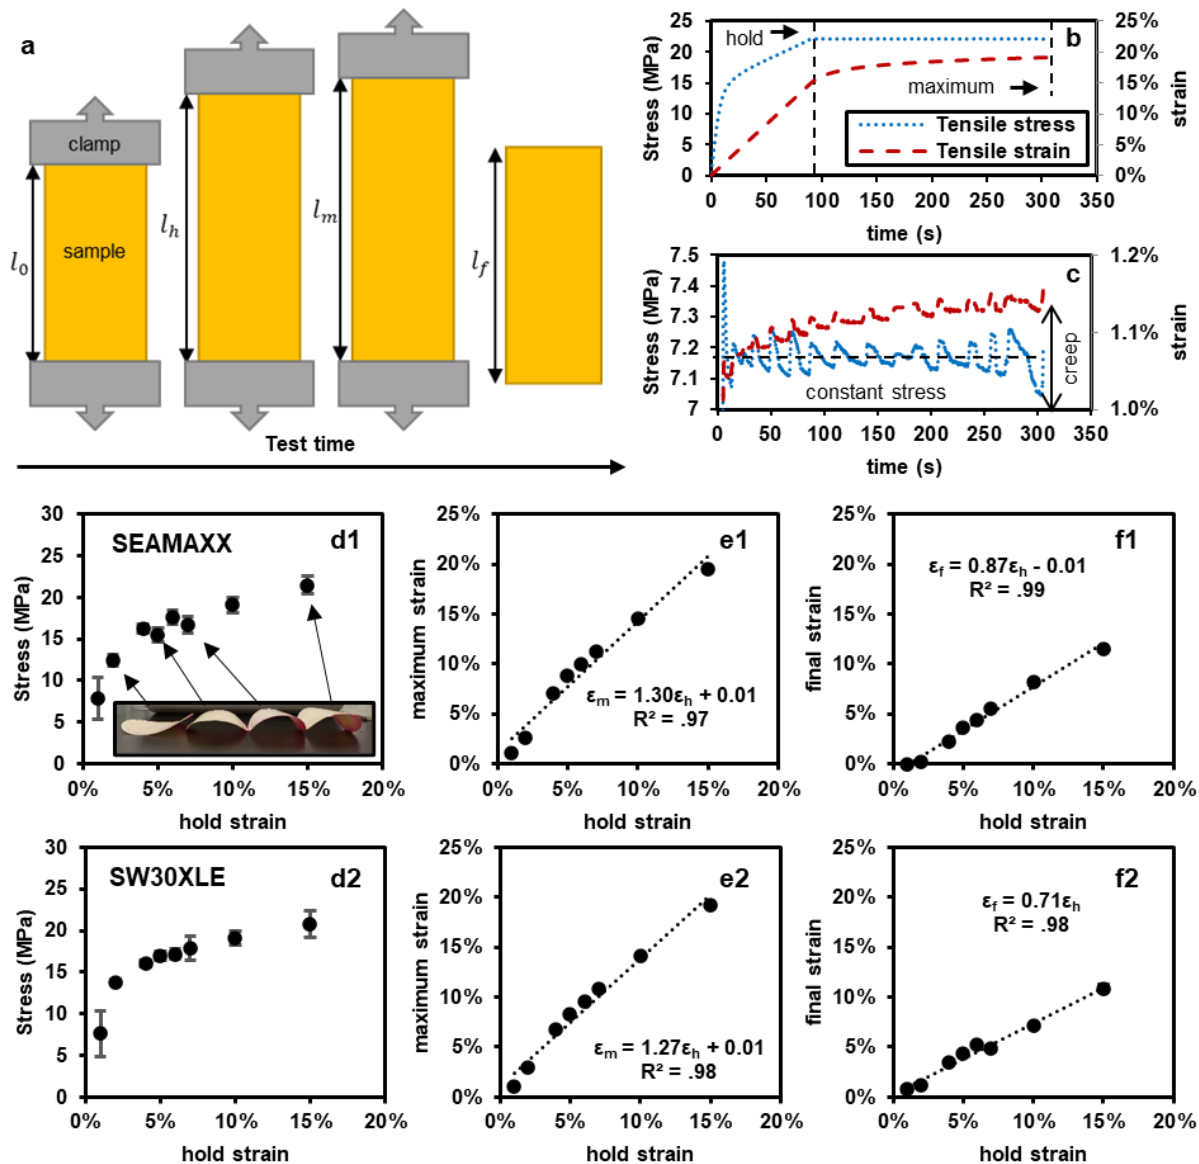 a
clamp
sample
l₀
lₕ
lₘ
l_f
Test time
b
25
20
15
10
5
0
Stress (MPa)
hold
maximum
Tensile stress
Tensile strain
25%
20%
15%
10%
5%
0%
strain
0 50 100 150 200 250 300 350
time (s)
c
7.5
7.4
7.3
7.2
7.1
7
Stress (MPa)
constant stress
creep
1.2%
1.1%
1.0%
strain
0 50 100 150 200 250 300 350
time (s)
SEAMAXX
d1
30
25
20
15
10
5
0
Stress (MPa)
0% 5% 10% 15% 20%
hold strain
e1
25%
20%
15%
10%
5%
0%
maximum strain
εₘ = 1.30εₕ + 0.01
R² = .97
0% 5% 10% 15% 20%
hold strain
f1
25%
20%
15%
10%
5%
0%
final strain
ε_f = 0.87εₕ - 0.01
R² = .99
0% 5% 10% 15% 20%
hold strain
SW30XLE
d2
30
25
20
15
10
5
0
Stress (MPa)
0% 5% 10% 15% 20%
hold strain
e2
25%
20%
15%
10%
5%
0%
maximum strain
εₘ = 1.27εₕ + 0.01
R² = .98
0% 5% 10% 15% 20%
hold strain
f2
25%
20%
15%
10%
5%
0%
final strain
ε_f = 0.71εₕ
R² = .98
0% 5% 10% 15% 20%
hold strain